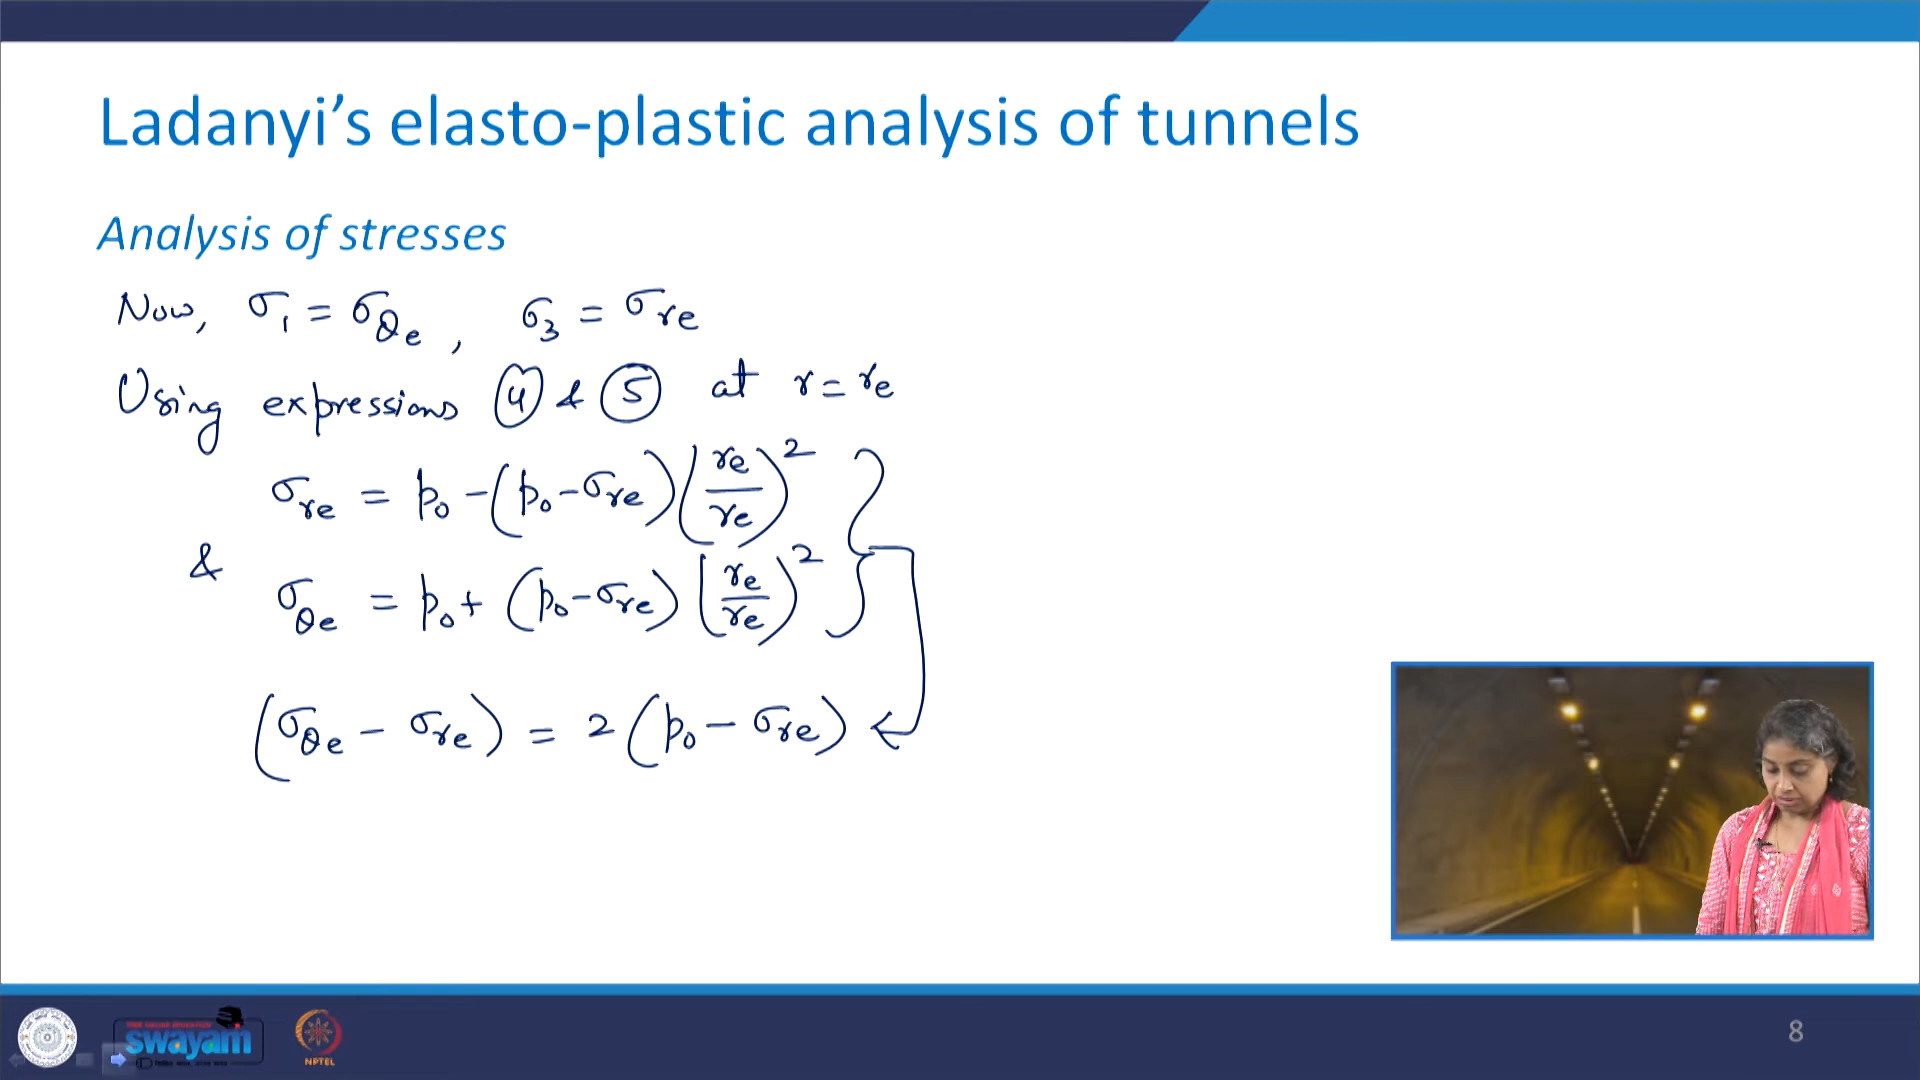 Ladanyi’s elasto-plastic analysis of tunnels
Analysis of stresses
Now, σ₁ = σθe , σ₃ = σre
Using expressions ④ & ⑤ at r = re
σre = p₀ - (p₀ - σre) (re/re)²
& σθe = p₀ + (p₀ - σre) (re/re)²
(σθe - σre) = 2 (p₀ - σre)
swayam
NPTEL
8